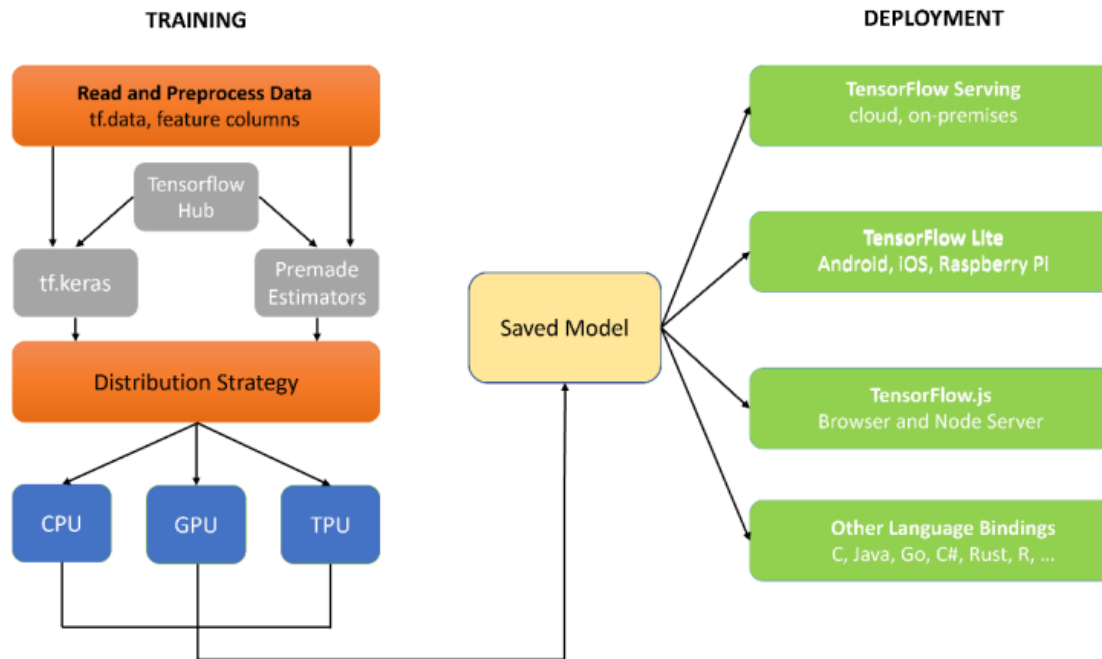 TRAINING
Read and Preprocess Data
tf.data, feature columns
Tensorflow
Hub
tf.keras
Premade
Estimators
Distribution Strategy
CPU
GPU
TPU
Saved Model
DEPLOYMENT
TensorFlow Serving
cloud, on-premises
TensorFlow Lite
Android, iOS, Raspberry PI
TensorFlow.js
Browser and Node Server
Other Language Bindings
C, Java, Go, C#, Rust, R, ...